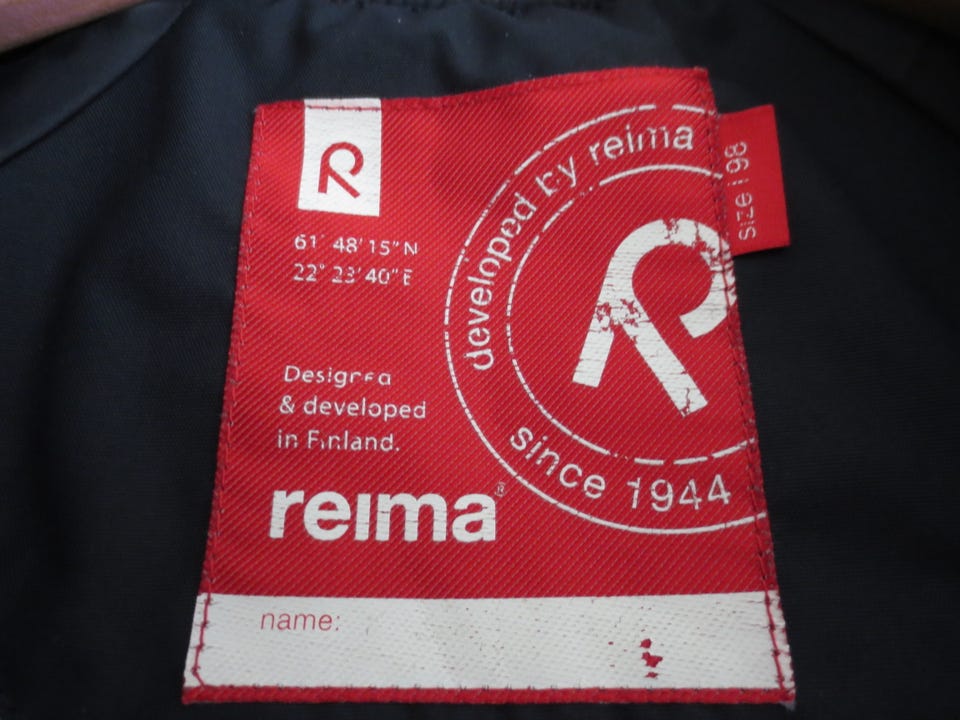 R
61° 48' 15" N
22° 23' 40" E
Designed
& developed
in Finland.
reima®
developed by reima
since 1944
R
size | 98
name: